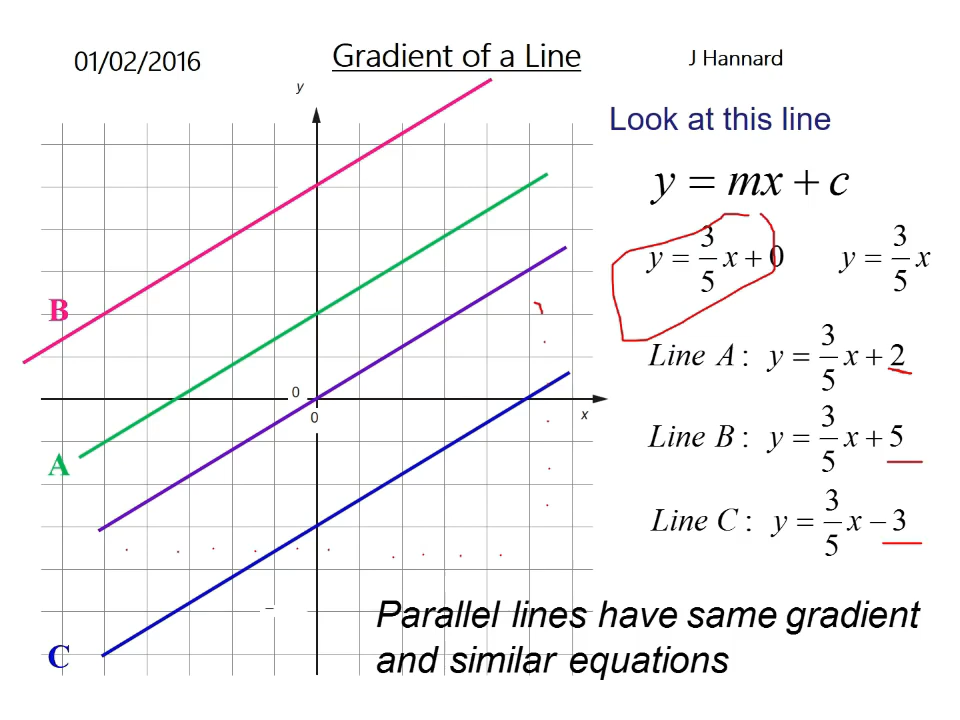 01/02/2016 Gradient of a Line J Hannard
y
Look at this line
y = mx + c
y = 3/5 x + 0 y = 3/5 x
B
Line A: y = 3/5 x + 2
0
0
x
Line B: y = 3/5 x + 5
A
Line C: y = 3/5 x − 3
Parallel lines have same gradient
and similar equations
C